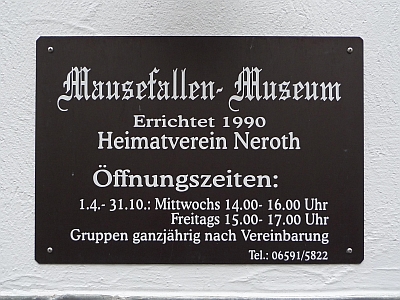 Mausefallen- Museum
Errichtet 1990
Heimatverein Neroth
Öffnungszeiten:
1.4.- 31.10.: Mittwochs 14.00- 16.00 Uhr
Freitags 15.00- 17.00 Uhr
Gruppen ganzjährig nach Vereinbarung
Tel.: 06591/5822